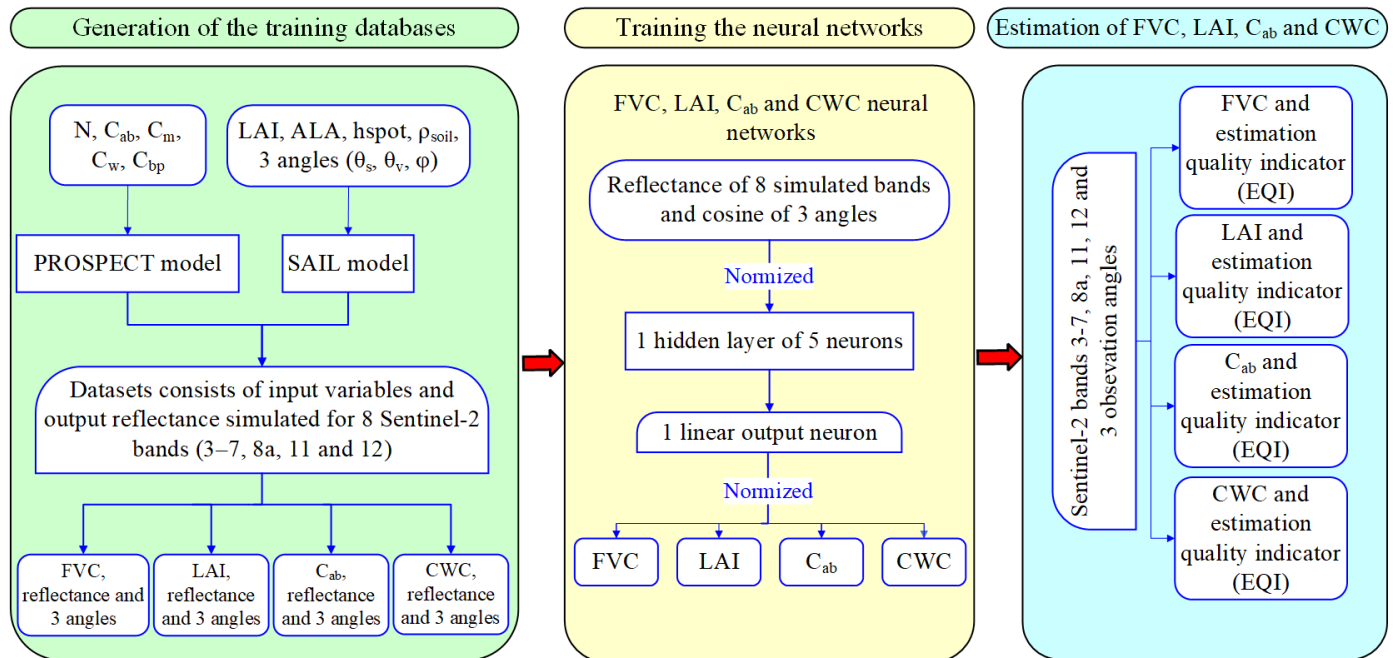 Generation of the training databases
N, Cab, Cm,
Cw, Cbp
LAI, ALA, hspot, ρsoil,
3 angles (θs, θv, φ)
PROSPECT model
SAIL model
Datasets consists of input variables and
output reflectance simulated for 8 Sentinel-2
bands (3–7, 8a, 11 and 12)
FVC,
reflectance and
3 angles
LAI,
reflectance
and 3 angles
Cab,
reflectance
and 3 angles
CWC,
reflectance
and 3 angles
Training the neural networks
FVC, LAI, Cab and CWC neural
networks
Reflectance of 8 simulated bands
and cosine of 3 angles
Normized
1 hidden layer of 5 neurons
1 linear output neuron
Normized
FVC
LAI
Cab
CWC
Estimation of FVC, LAI, Cab and CWC
Sentinel-2 bands 3-7, 8a, 11, 12 and
3 obsevation angles
FVC and
estimation
quality indicator
(EQI)
LAI and
estimation
quality indicator
(EQI)
Cab and
estimation
quality indicator
(EQI)
CWC and
estimation
quality indicator
(EQI)